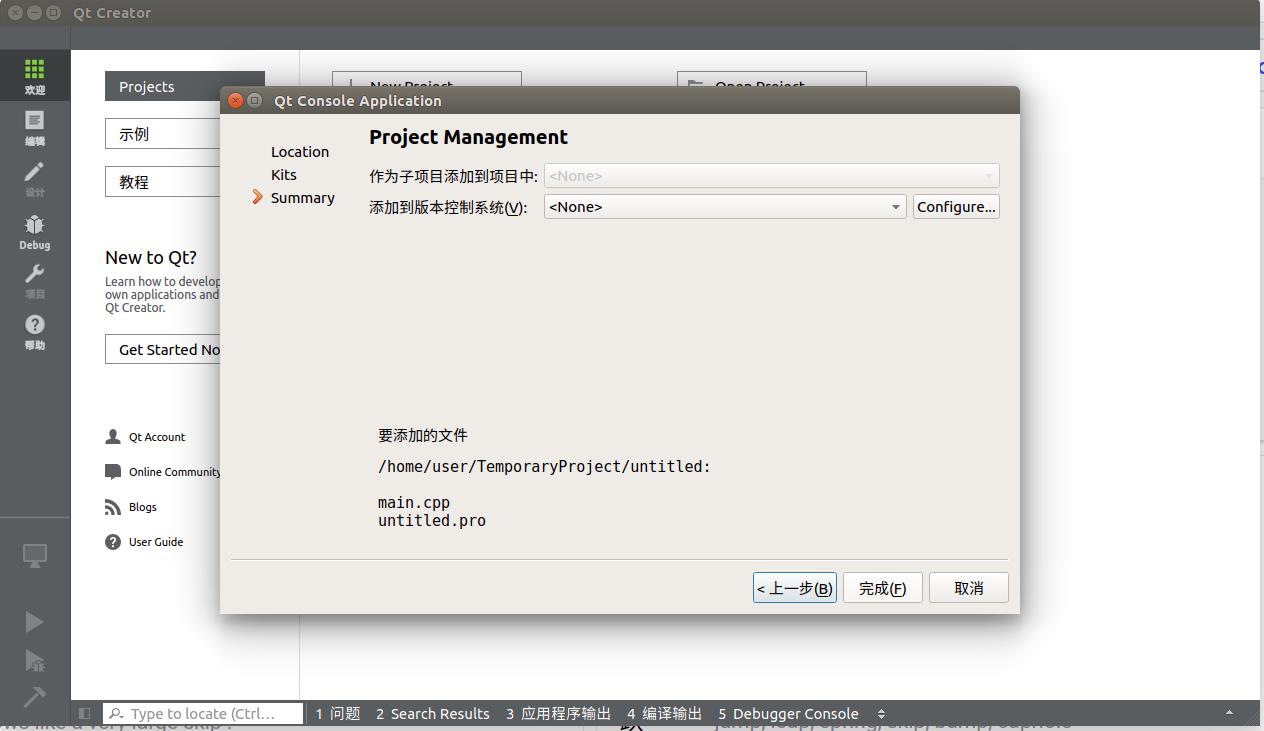 Qt Creator
欢迎
编辑
设计
Debug
项目
帮助
Projects
示例
教程
New to Qt?
Learn how to develop
own applications and
Qt Creator.
Get Started No
Qt Account
Online Community
Blogs
User Guide
New Project
Open Project
Qt Console Application
Location
Kits
Summary
Project Management
作为子项目添加到项目中: <None>
添加到版本控制系统(V): <None> Configure...
要添加的文件
/home/user/TemporaryProject/untitled:
main.cpp
untitled.pro
< 上一步(B) 完成(F) 取消
Type to locate (Ctrl... 1 问题 2 Search Results 3 应用程序输出 4 编译输出 5 Debugger Console